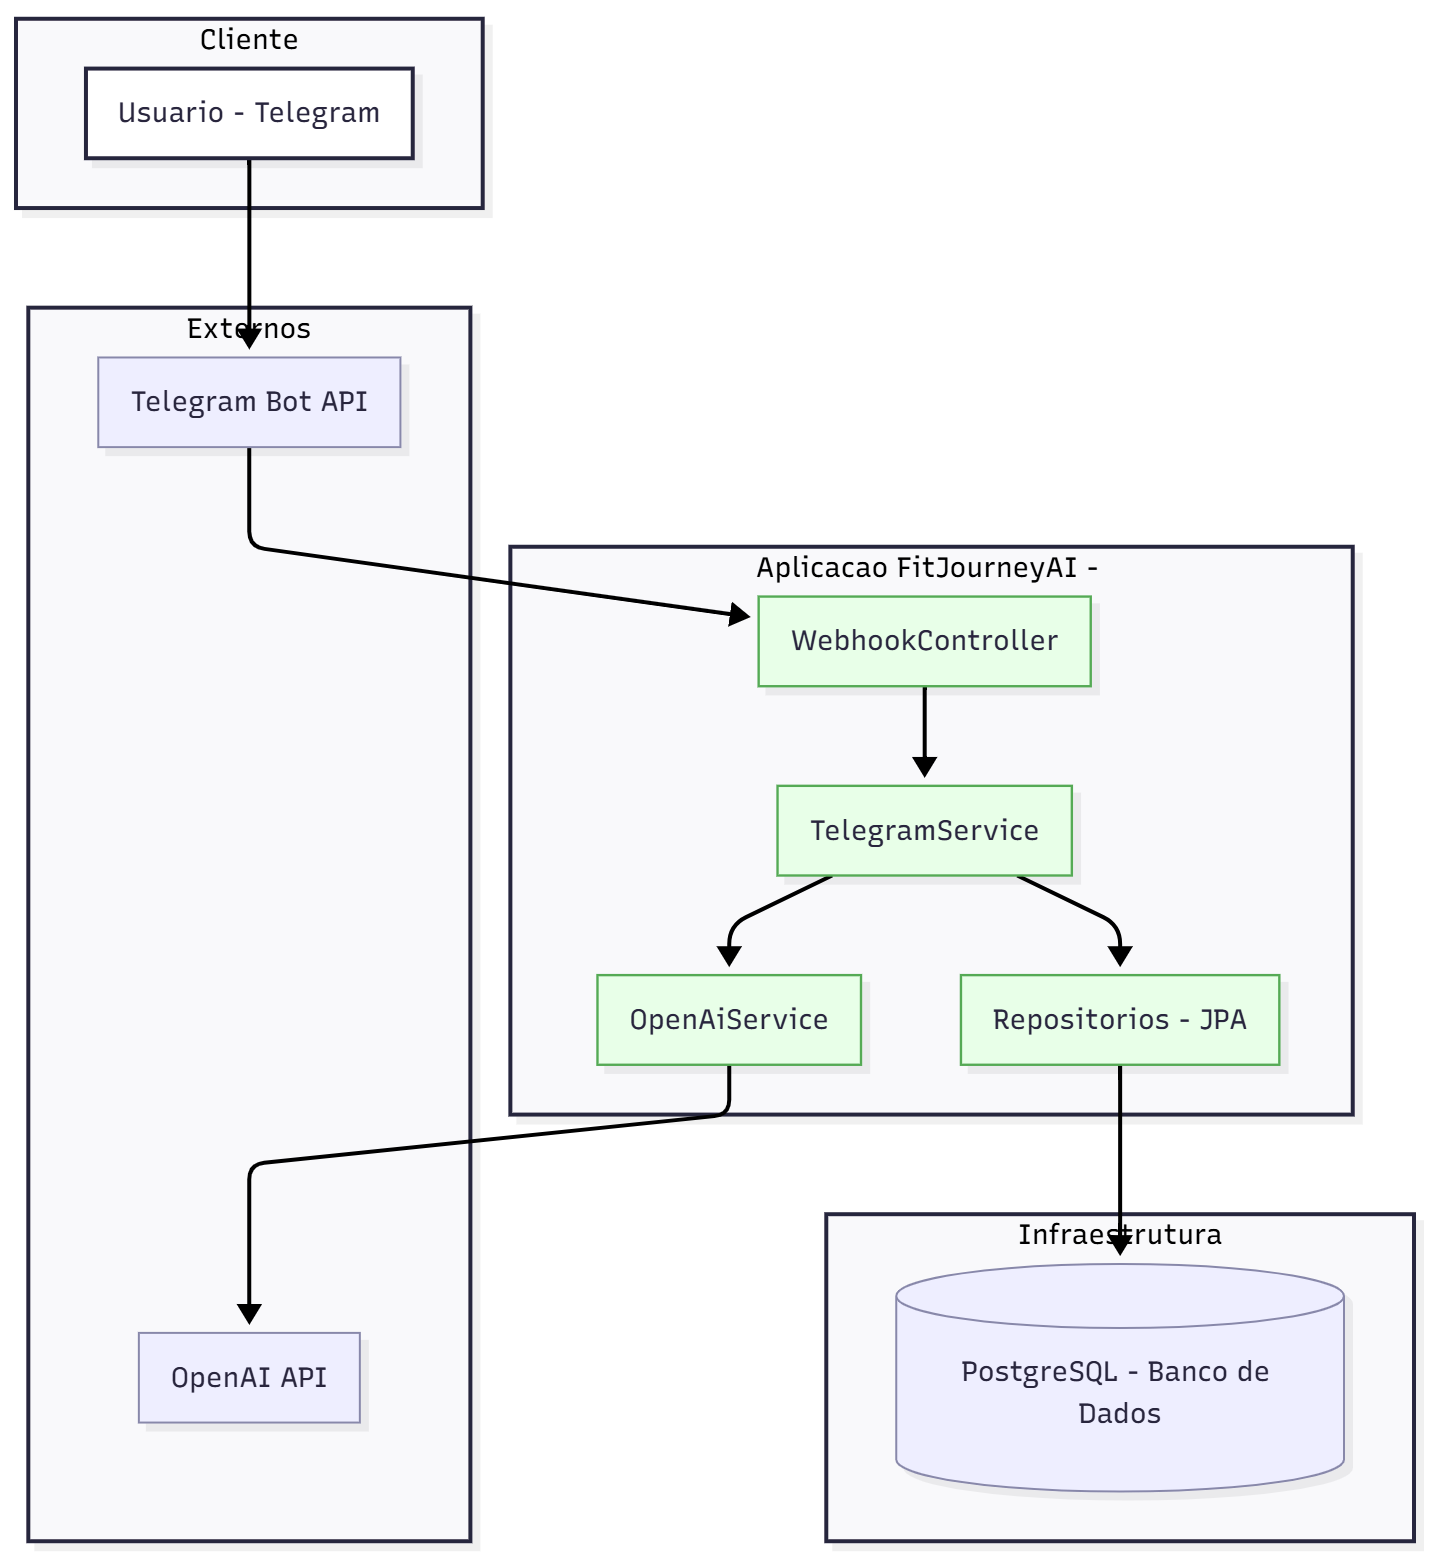 Cliente
Usuario - Telegram
Externos
Telegram Bot API
Aplicacao FitJourneyAI -
WebhookController
TelegramService
OpenAiService
Repositorios - JPA
Infraestrutura
OpenAI API
PostgreSQL - Banco de
Dados